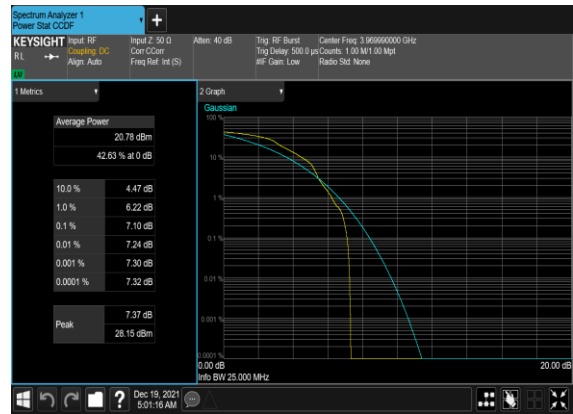 Spectrum Analyzer 1
Power Stat CCDF
+
KEYSIGHT
RL
LXI
Input: RF
Coupling: DC
Align: Auto
Input Z: 50 Ω
Corr CCorr
Freq Ref: Int (S)
Atten: 40 dB
Trig: RF Burst
Trig Delay: 500.0 µs
#IF Gain: Low
Center Freq: 3.969990000 GHz
Counts: 1.00 M/1.00 Mpt
Radio Std: None
1 Metrics
Average Power
20.78 dBm
42.63 % at 0 dB
10.0 % 4.47 dB
1.0 % 6.22 dB
0.1 % 7.10 dB
0.01 % 7.24 dB
0.001 % 7.30 dB
0.0001 % 7.32 dB
Peak
7.37 dB
28.15 dBm
2 Graph
Gaussian
100 %
10 %
1 %
0.1 %
0.01 %
0.001 %
0.0001 %
0.00 dB
20.00 dB
Info BW 25.000 MHz
?
Dec 19, 2021
5:01:16 AM